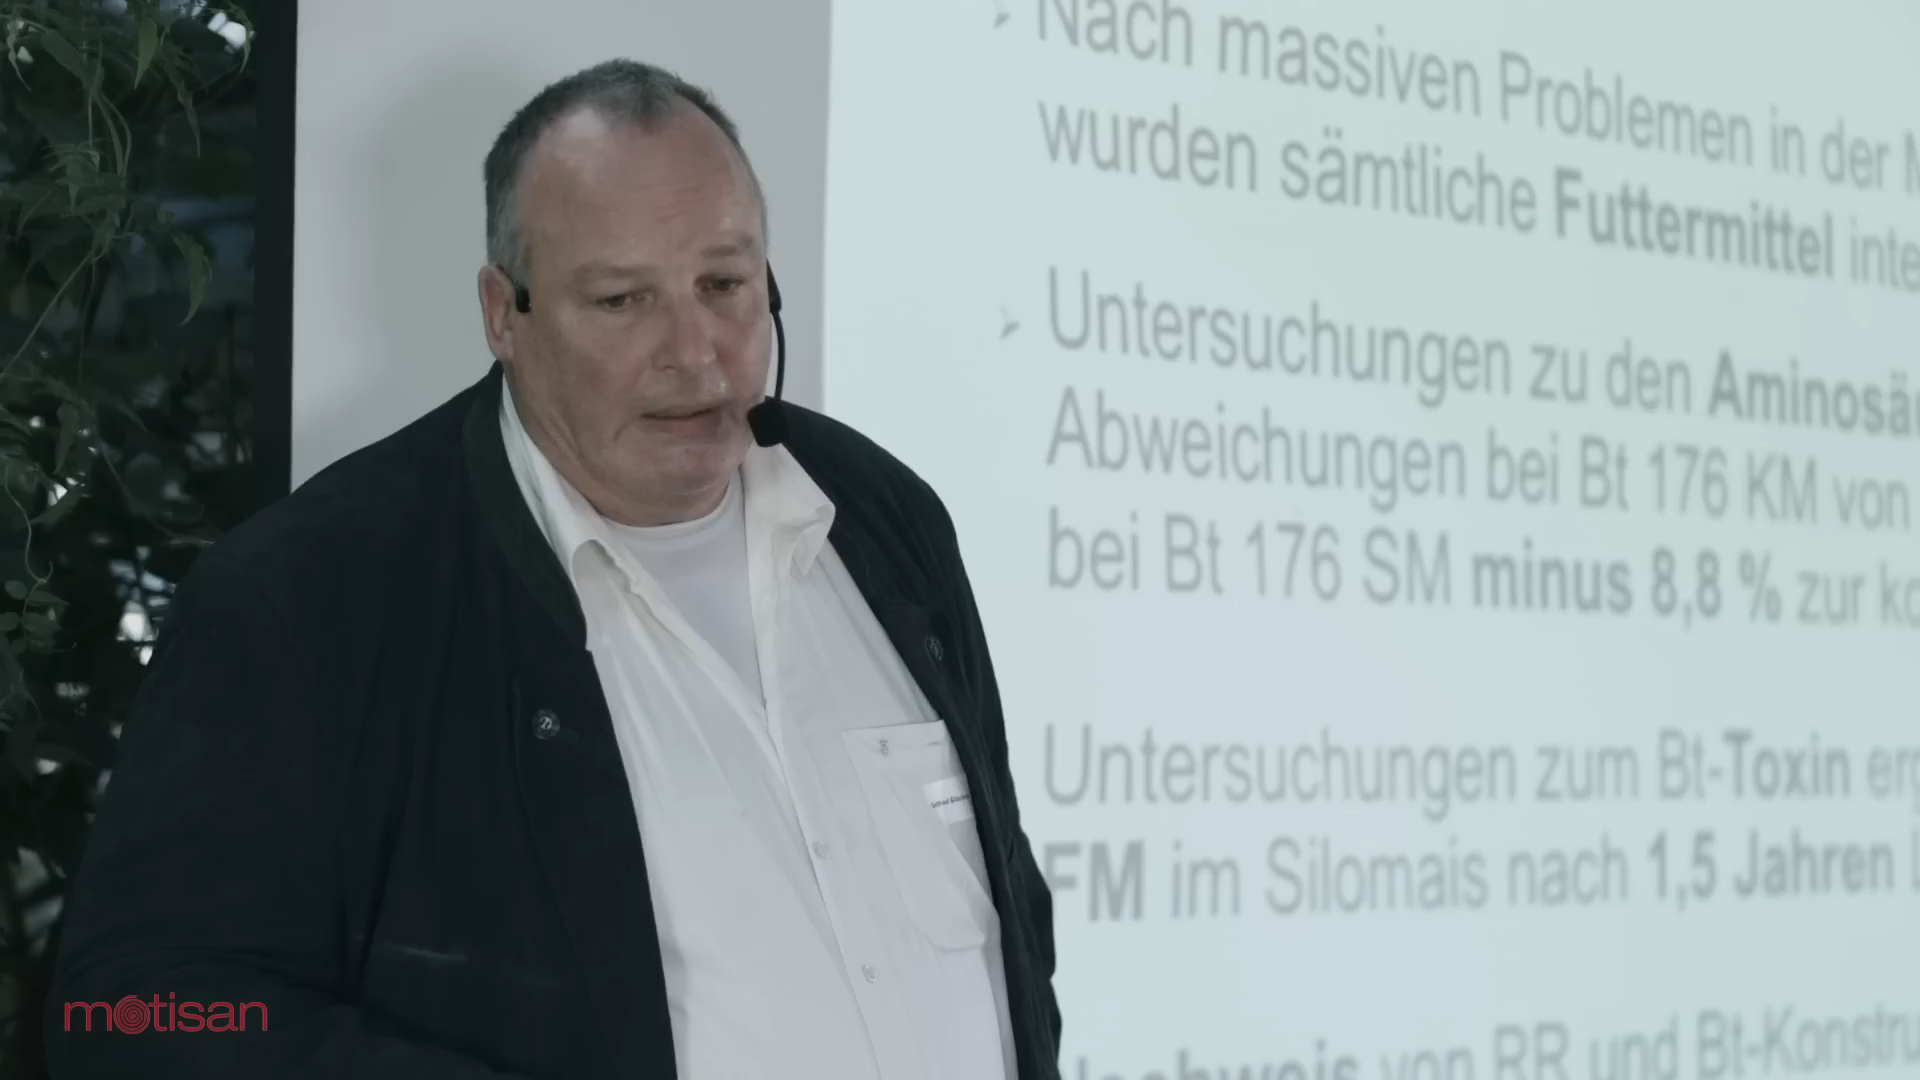 Nach massiven Problemen in der
wurden sämtliche Futtermittel
Untersuchungen zu den
Abweichungen bei Bt 176 KM von
bei Bt 176 SM minus 8,8 % zur
Untersuchungen zum Bt-Toxin
FM im Silomais nach 1,5 Jahren
von RR und
motisan